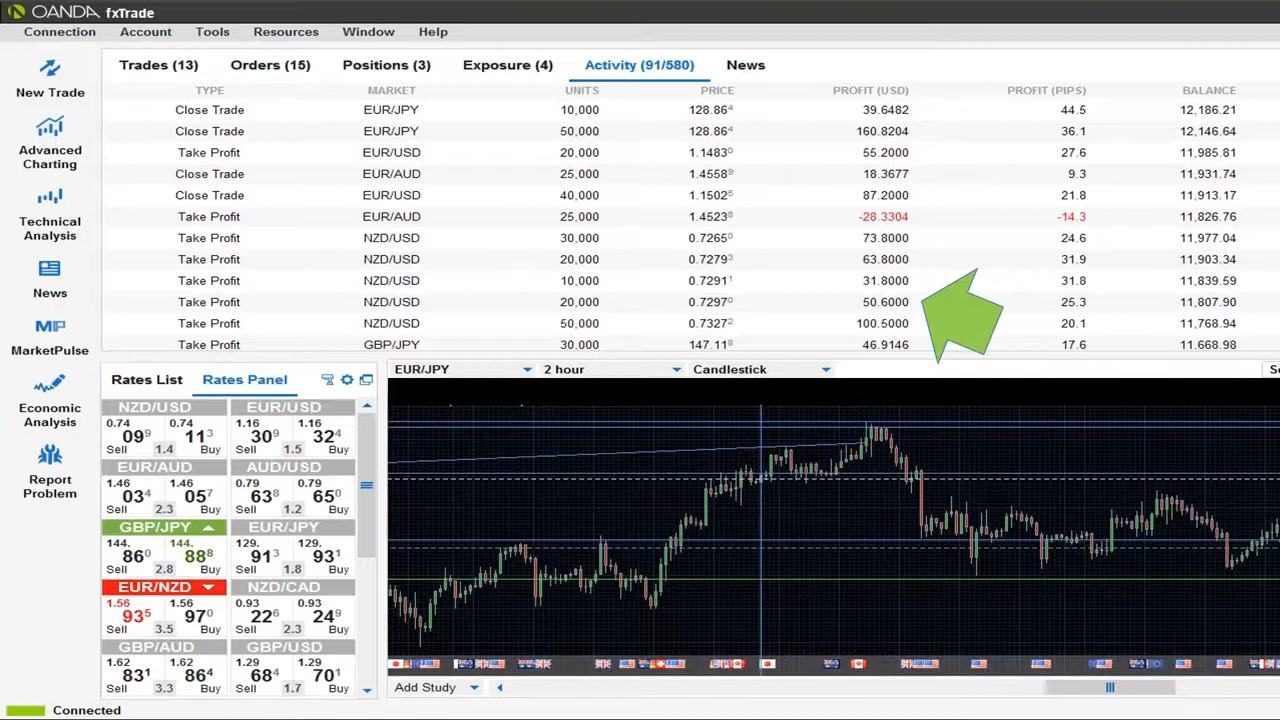 OANDA fxTrade
Connection Account Tools Resources Window Help
New Trade
Advanced Charting
Technical Analysis
News
MarketPulse
Economic Analysis
Report Problem
Trades (13) Orders (15) Positions (3) Exposure (4) Activity (91/580) News
TYPE MARKET UNITS PRICE PROFIT (USD) PROFIT (PIPS) BALANCE
Close Trade EUR/JPY 10,000 128.86⁴ 39.6482 44.5 12,186.21
Close Trade EUR/JPY 50,000 128.86⁴ 160.8204 36.1 12,146.64
Take Profit EUR/USD 20,000 1.1483⁰ 55.2000 27.6 11,985.81
Close Trade EUR/AUD 25,000 1.4558⁹ 18.3677 9.3 11,931.74
Close Trade EUR/USD 40,000 1.1502⁵ 87.2000 21.8 11,913.17
Take Profit EUR/AUD 25,000 1.4523⁸ -28.3304 -14.3 11,826.76
Take Profit NZD/USD 30,000 0.7265⁰ 73.8000 24.6 11,977.04
Take Profit NZD/USD 20,000 0.7279³ 63.8000 31.9 11,903.34
Take Profit NZD/USD 10,000 0.7291¹ 31.8000 31.8 11,839.59
Take Profit NZD/USD 20,000 0.7297⁰ 50.6000 25.3 11,807.90
Take Profit NZD/USD 50,000 0.7327² 100.5000 20.1 11,768.94
Take Profit GBP/JPY 30,000 147.11⁸ 46.9146 17.6 11,668.98
Rates List Rates Panel
NZD/USD EUR/USD
0.74 0.74 1.16 1.16
09⁹ 11³ 30⁹ 32⁴
Sell 1.4 Buy Sell 1.5 Buy
EUR/AUD AUD/USD
1.46 1.46 0.79 0.79
03⁴ 05⁷ 63⁸ 65⁰
Sell 2.3 Buy Sell 1.2 Buy
GBP/JPY EUR/JPY
144. 144. 129. 129.
86⁰ 88⁸ 91³ 93¹
Sell 2.8 Buy Sell 1.8 Buy
EUR/NZD NZD/CAD
1.56 1.56 0.93 0.93
93⁵ 97⁰ 22⁶ 24⁹
Sell 3.5 Buy Sell 2.3 Buy
GBP/AUD GBP/USD
1.62 1.62 1.29 1.29
83¹ 86⁴ 68⁴ 70¹
Sell 3.3 Buy Sell 1.7 Buy
EUR/JPY 2 hour Candlestick
Add Study
Connected